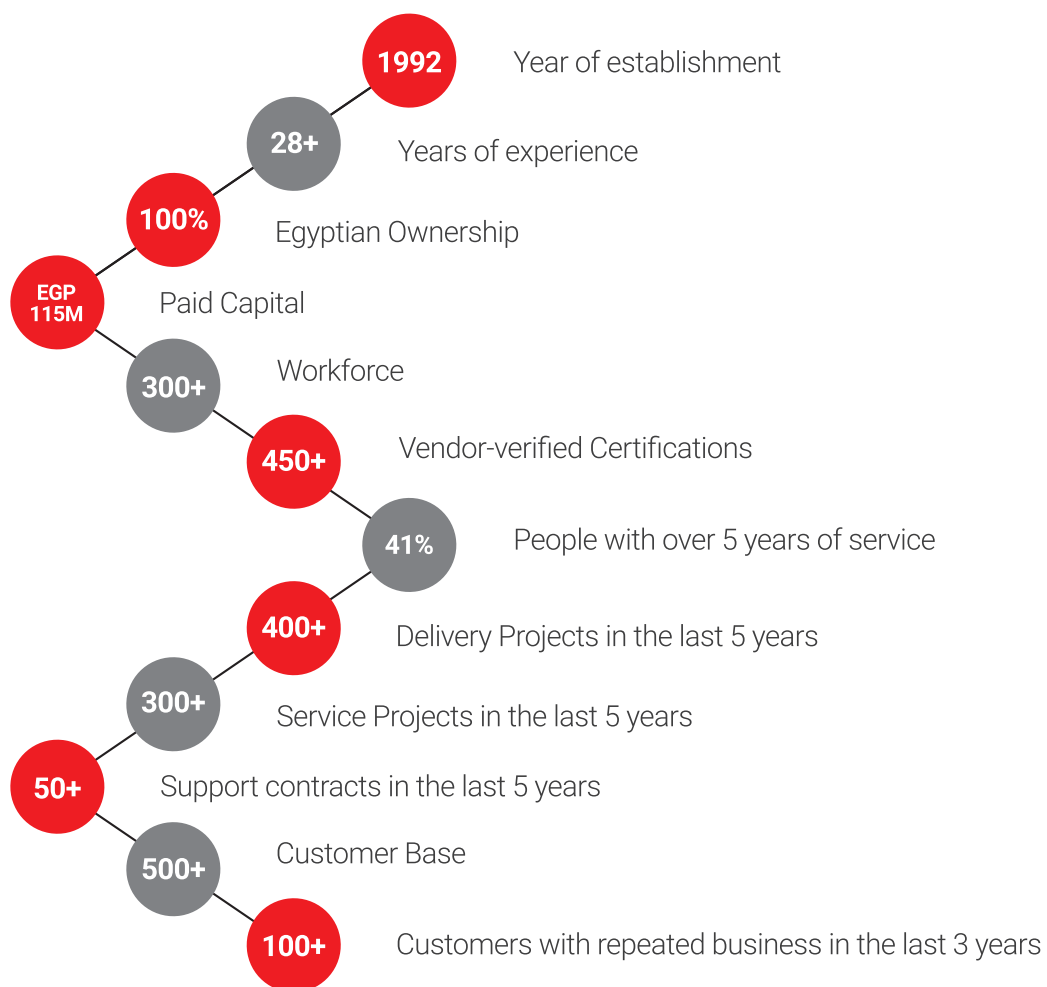 1992
Year of establishment
28+
Years of experience
100%
Egyptian Ownership
EGP
115M
Paid Capital
300+
Workforce
450+
Vendor-verified Certifications
41%
People with over 5 years of service
400+
Delivery Projects in the last 5 years
300+
Service Projects in the last 5 years
50+
Support contracts in the last 5 years
500+
Customer Base
100+
Customers with repeated business in the last 3 years